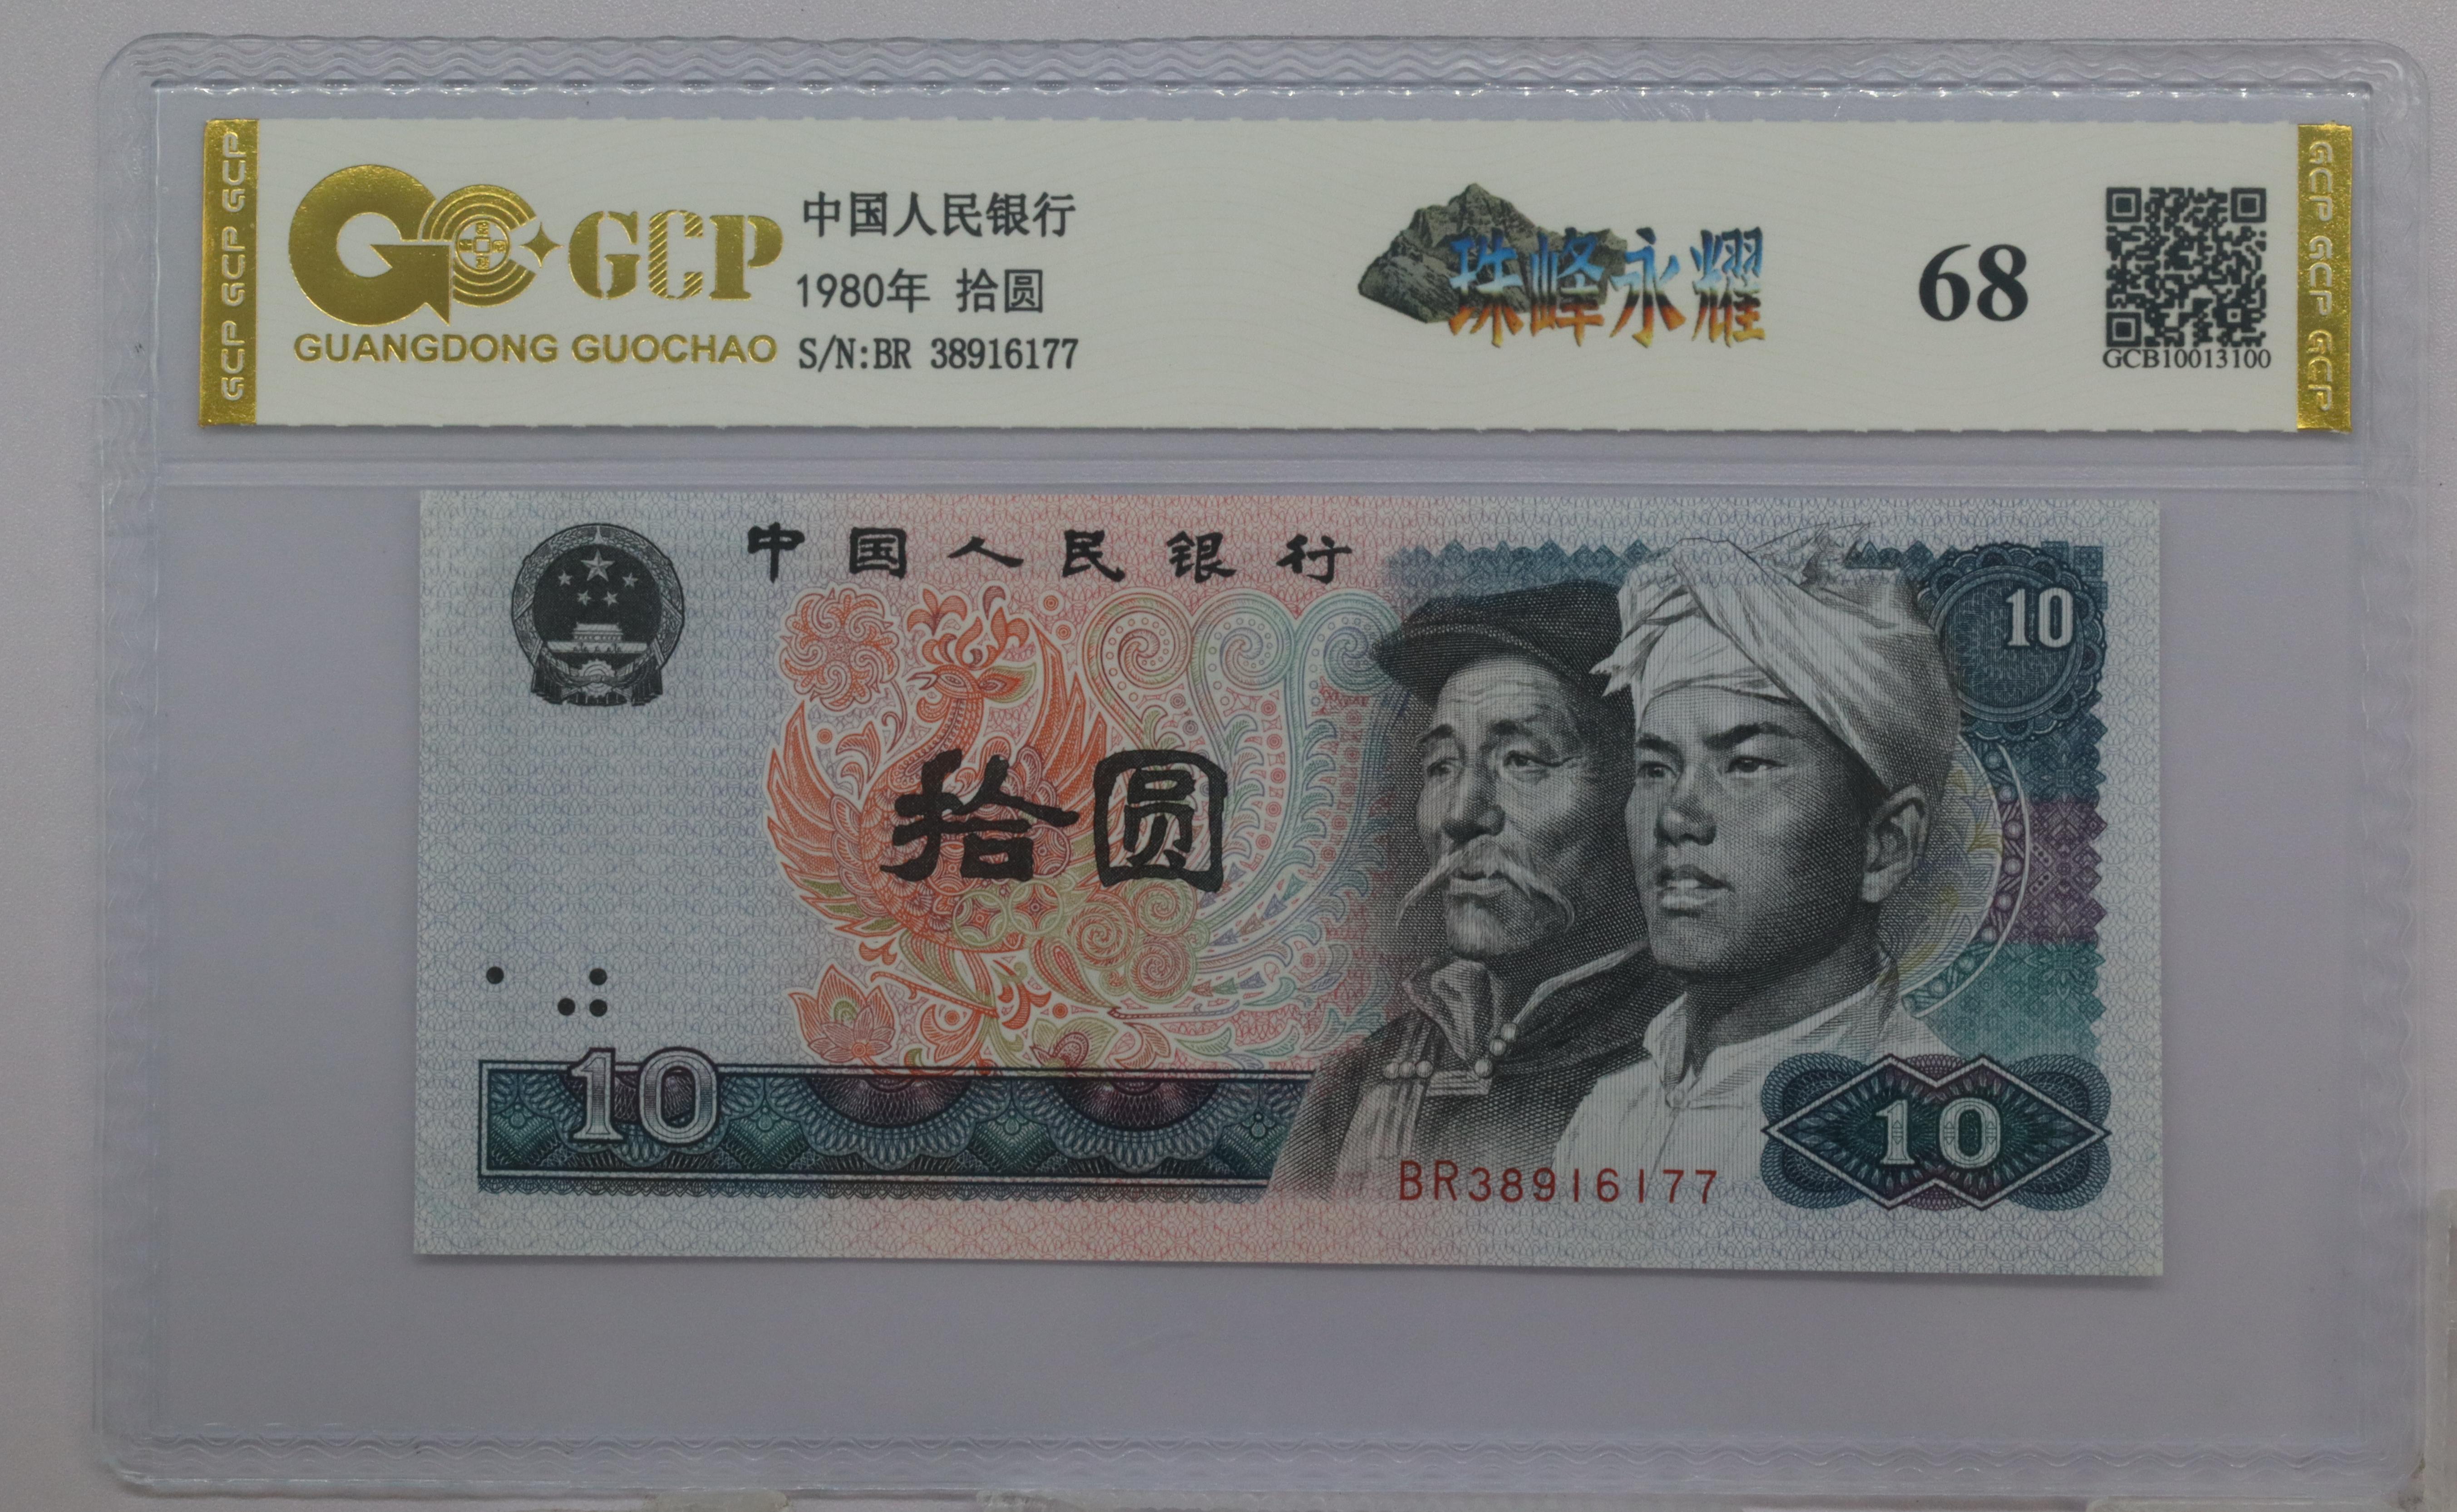 GCP GCP GCP
GCP
GUANGDONG GUOCHAO
中国人民银行
1980年 拾圆
S/N:BR 38916177
珠峰永耀
68
GCB10013100
GCP GCP GCP
中国人民银行
10
拾圆
10
10
BR38916177